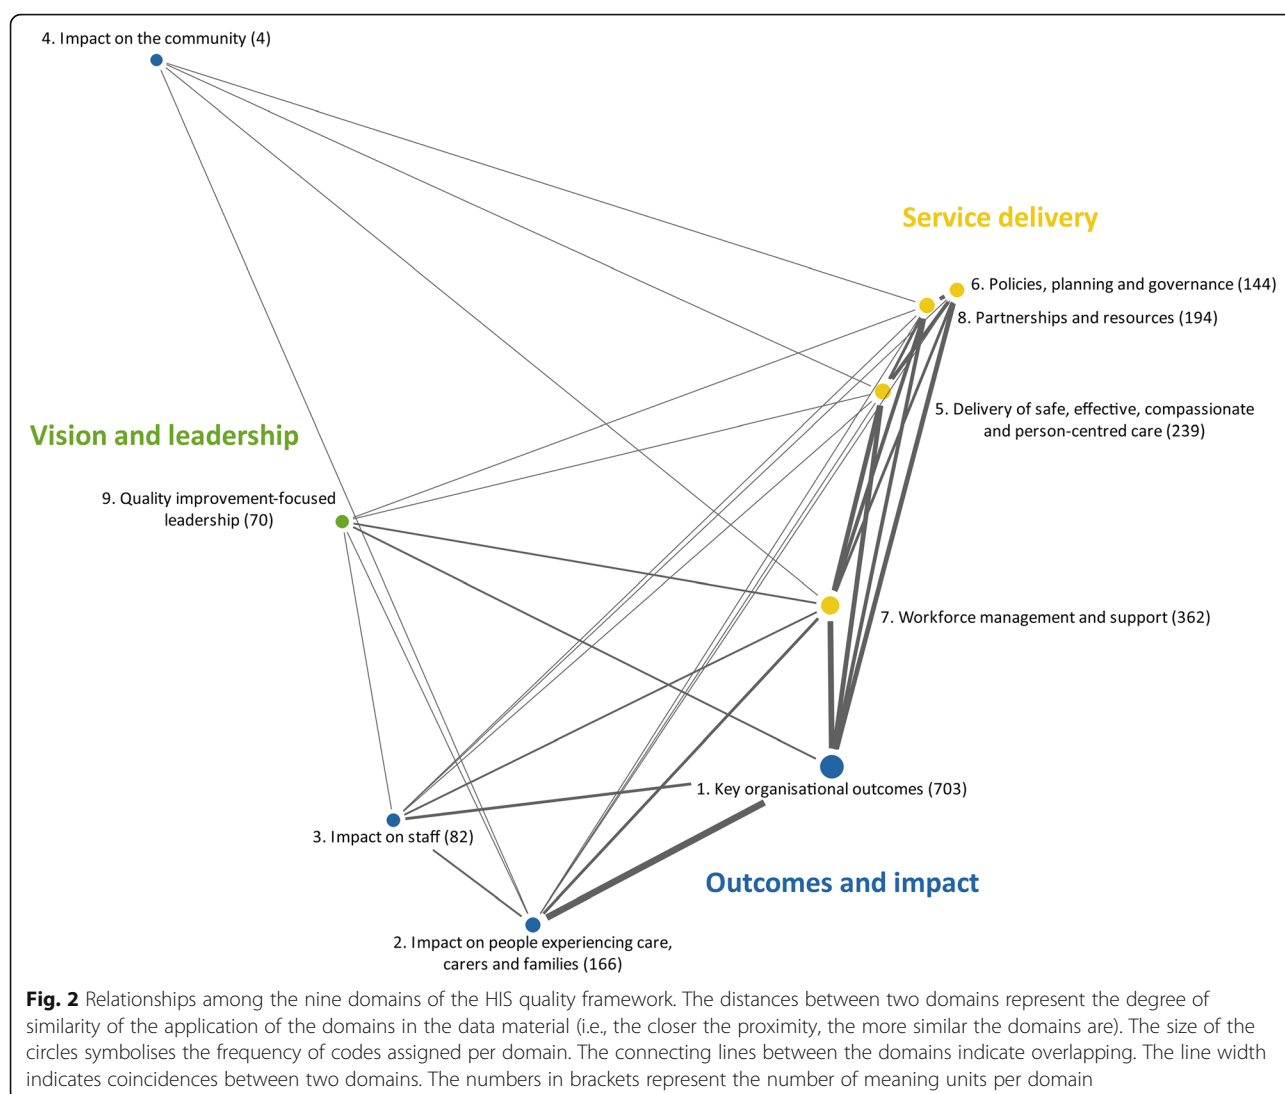 4. Impact on the community (4)
Service delivery
6. Policies, planning and governance (144)
8. Partnerships and resources (194)
5. Delivery of safe, effective, compassionate
and person-centred care (239)
Vision and leadership
9. Quality improvement-focused
leadership (70)
7. Workforce management and support (362)
1. Key organisational outcomes (703)
3. Impact on staff (82)
Outcomes and impact
2. Impact on people experiencing care,
carers and families (166)
Fig. 2 Relationships among the nine domains of the HIS quality framework. The distances between two domains represent the degree of
similarity of the application of the domains in the data material (i.e., the closer the proximity, the more similar the domains are). The size of the
circles symbolises the frequency of codes assigned per domain. The connecting lines between the domains indicate overlapping. The line width
indicates coincidences between two domains. The numbers in brackets represent the number of meaning units per domain